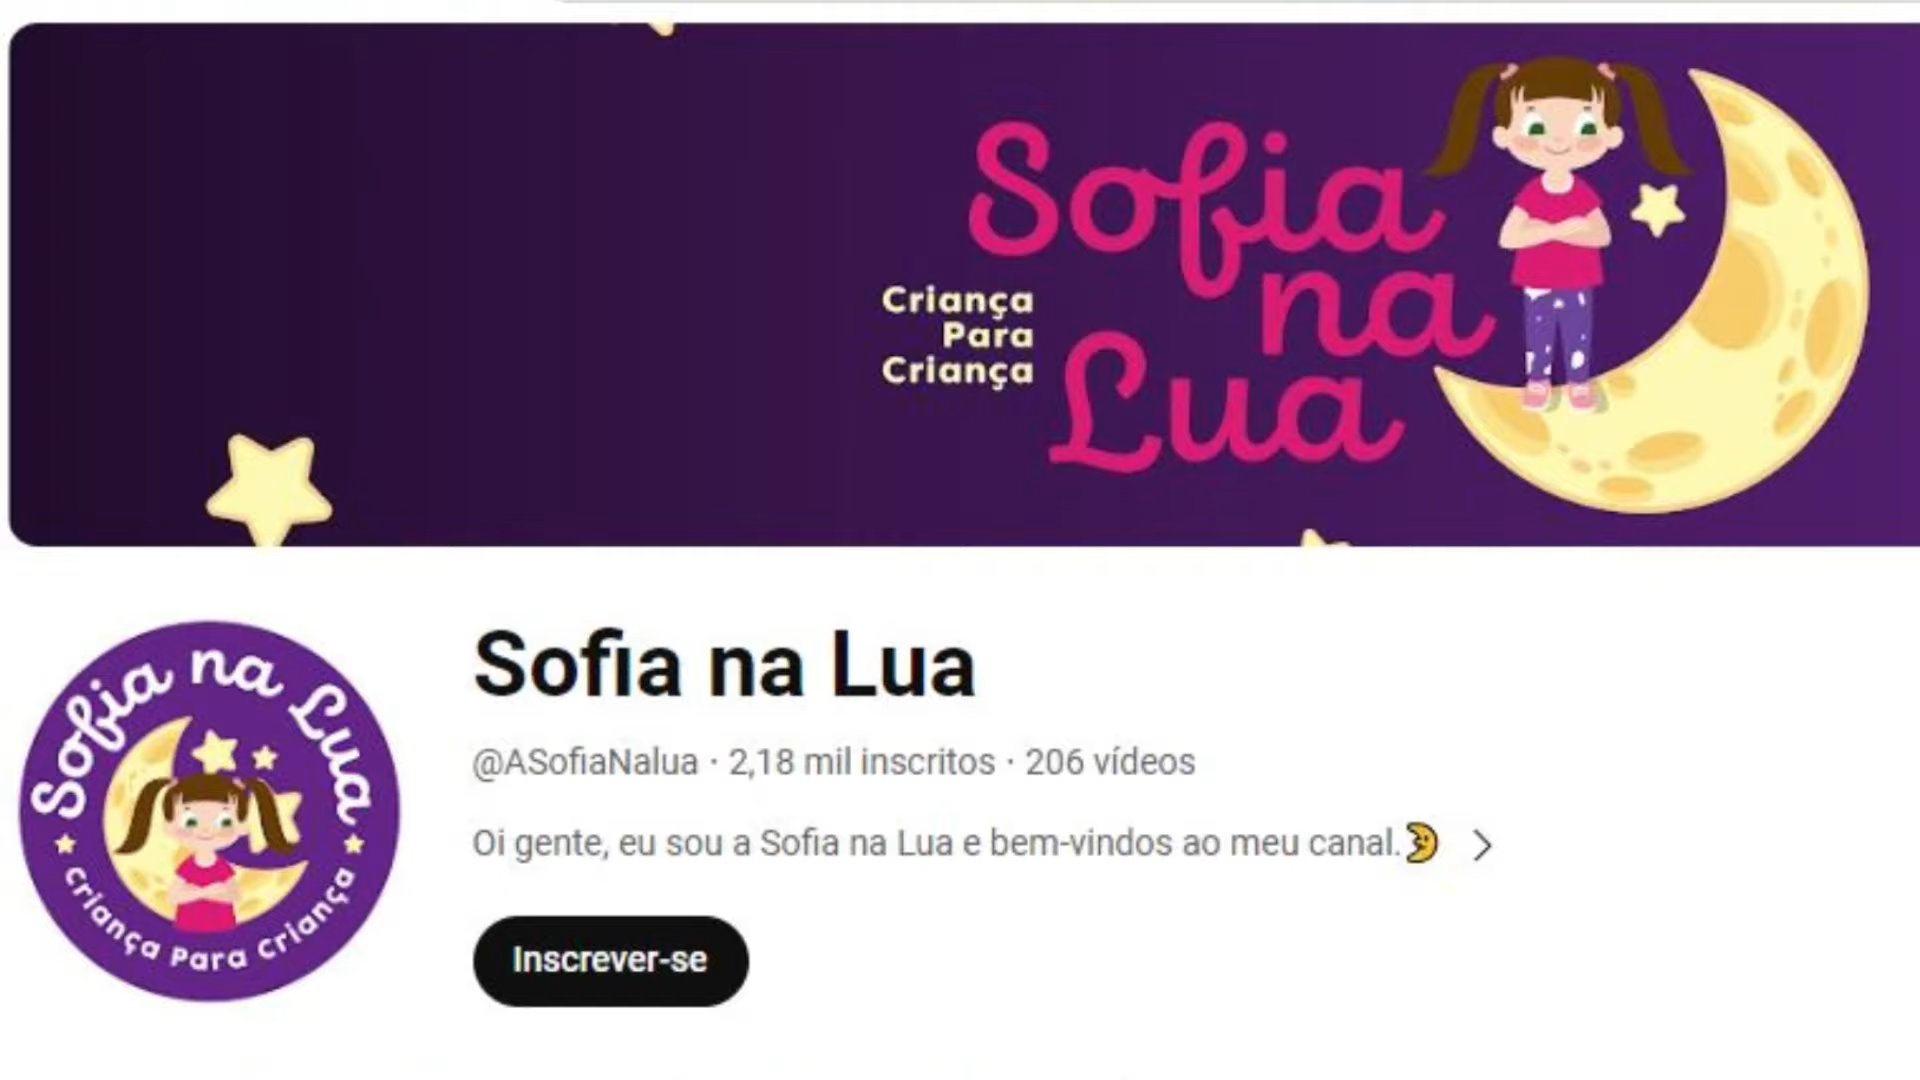 Sofia
na
Lua
Criança
Para
Criança
Sofia na Lua
Criança Para Criança
Sofia na Lua
@ASofiaNalua · 2,18 mil inscritos · 206 vídeos
Oi gente, eu sou a Sofia na Lua e bem-vindos ao meu canal.🌛
Inscrever-se